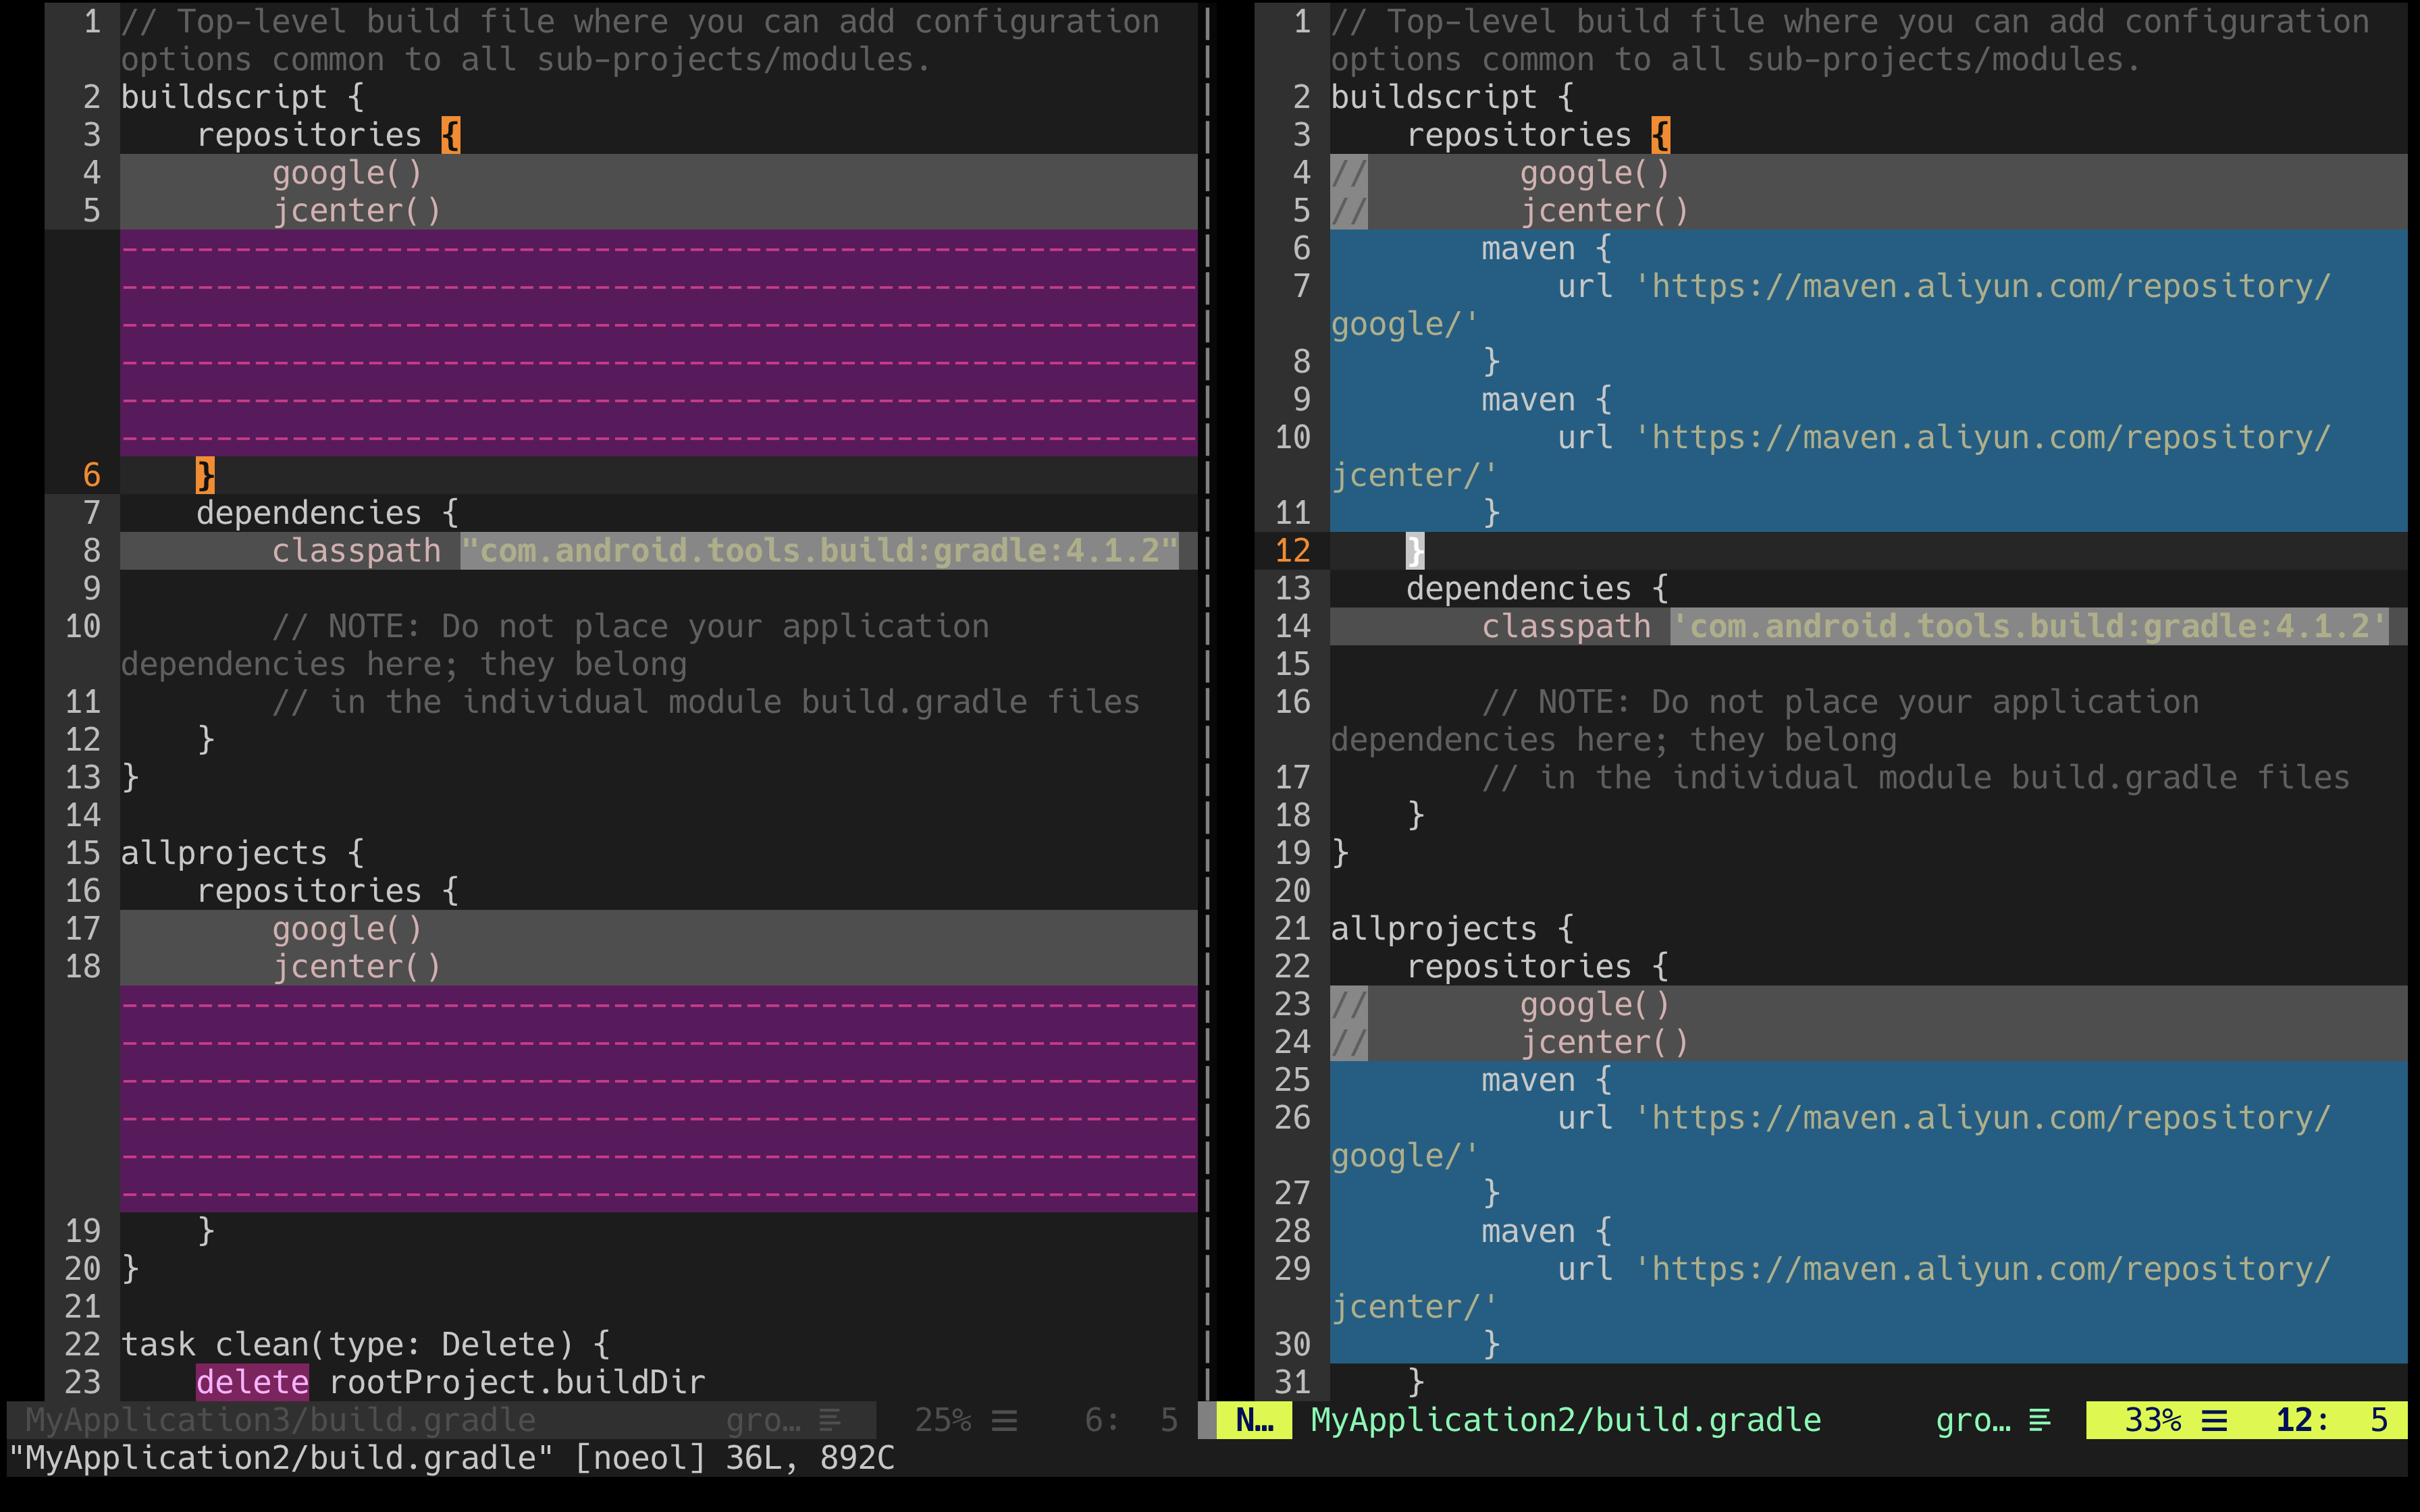 1 // Top-level build file where you can add configuration
options common to all sub-projects/modules.
2 buildscript {
3     repositories {
4         google()
5         jcenter()
------------------------------------------------------------
------------------------------------------------------------
------------------------------------------------------------
------------------------------------------------------------
------------------------------------------------------------
------------------------------------------------------------
6     }
7     dependencies {
8         classpath "com.android.tools.build:gradle:4.1.2"
9
10         // NOTE: Do not place your application
dependencies here; they belong
11         // in the individual module build.gradle files
12     }
13 }
14
15 allprojects {
16     repositories {
17         google()
18         jcenter()
------------------------------------------------------------
------------------------------------------------------------
------------------------------------------------------------
------------------------------------------------------------
------------------------------------------------------------
------------------------------------------------------------
19     }
20 }
21
22 task clean(type: Delete) {
23     delete rootProject.buildDir
MyApplication3/build.gradle gro… 25% ☰ 6: 5
1 // Top-level build file where you can add configuration
options common to all sub-projects/modules.
2 buildscript {
3     repositories {
4 //        google()
5 //        jcenter()
6         maven {
7             url 'https://maven.aliyun.com/repository/
google/'
8         }
9         maven {
10             url 'https://maven.aliyun.com/repository/
jcenter/'
11         }
12     }
13     dependencies {
14         classpath 'com.android.tools.build:gradle:4.1.2'
15
16         // NOTE: Do not place your application
dependencies here; they belong
17         // in the individual module build.gradle files
18     }
19 }
20
21 allprojects {
22     repositories {
23 //        google()
24 //        jcenter()
25         maven {
26             url 'https://maven.aliyun.com/repository/
google/'
27         }
28         maven {
29             url 'https://maven.aliyun.com/repository/
jcenter/'
30         }
31     }
N… MyApplication2/build.gradle gro… 33% ☰ 12: 5
"MyApplication2/build.gradle" [noeol] 36L, 892C